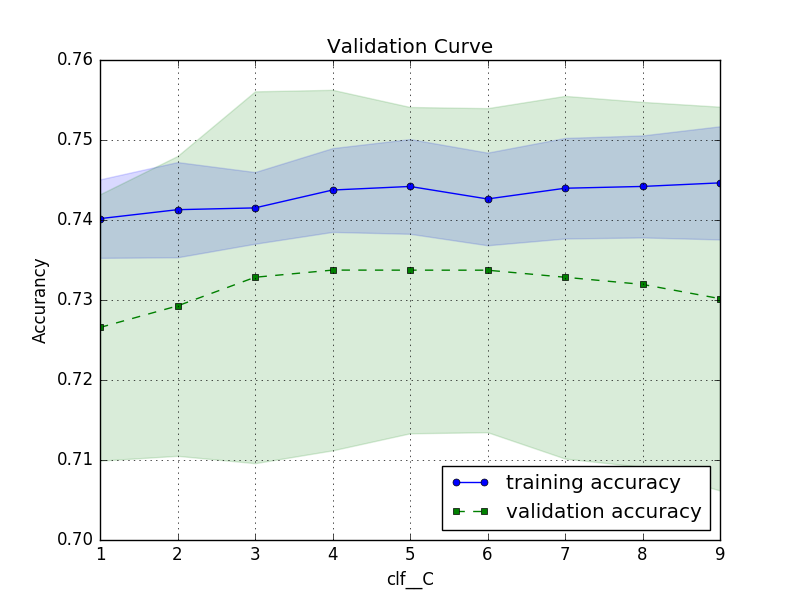 Validation Curve
0.76
0.75
0.74
0.73
0.72
0.71
0.70
Accurancy
1 2 3 4 5 6 7 8 9
clf__C
training accuracy
validation accuracy